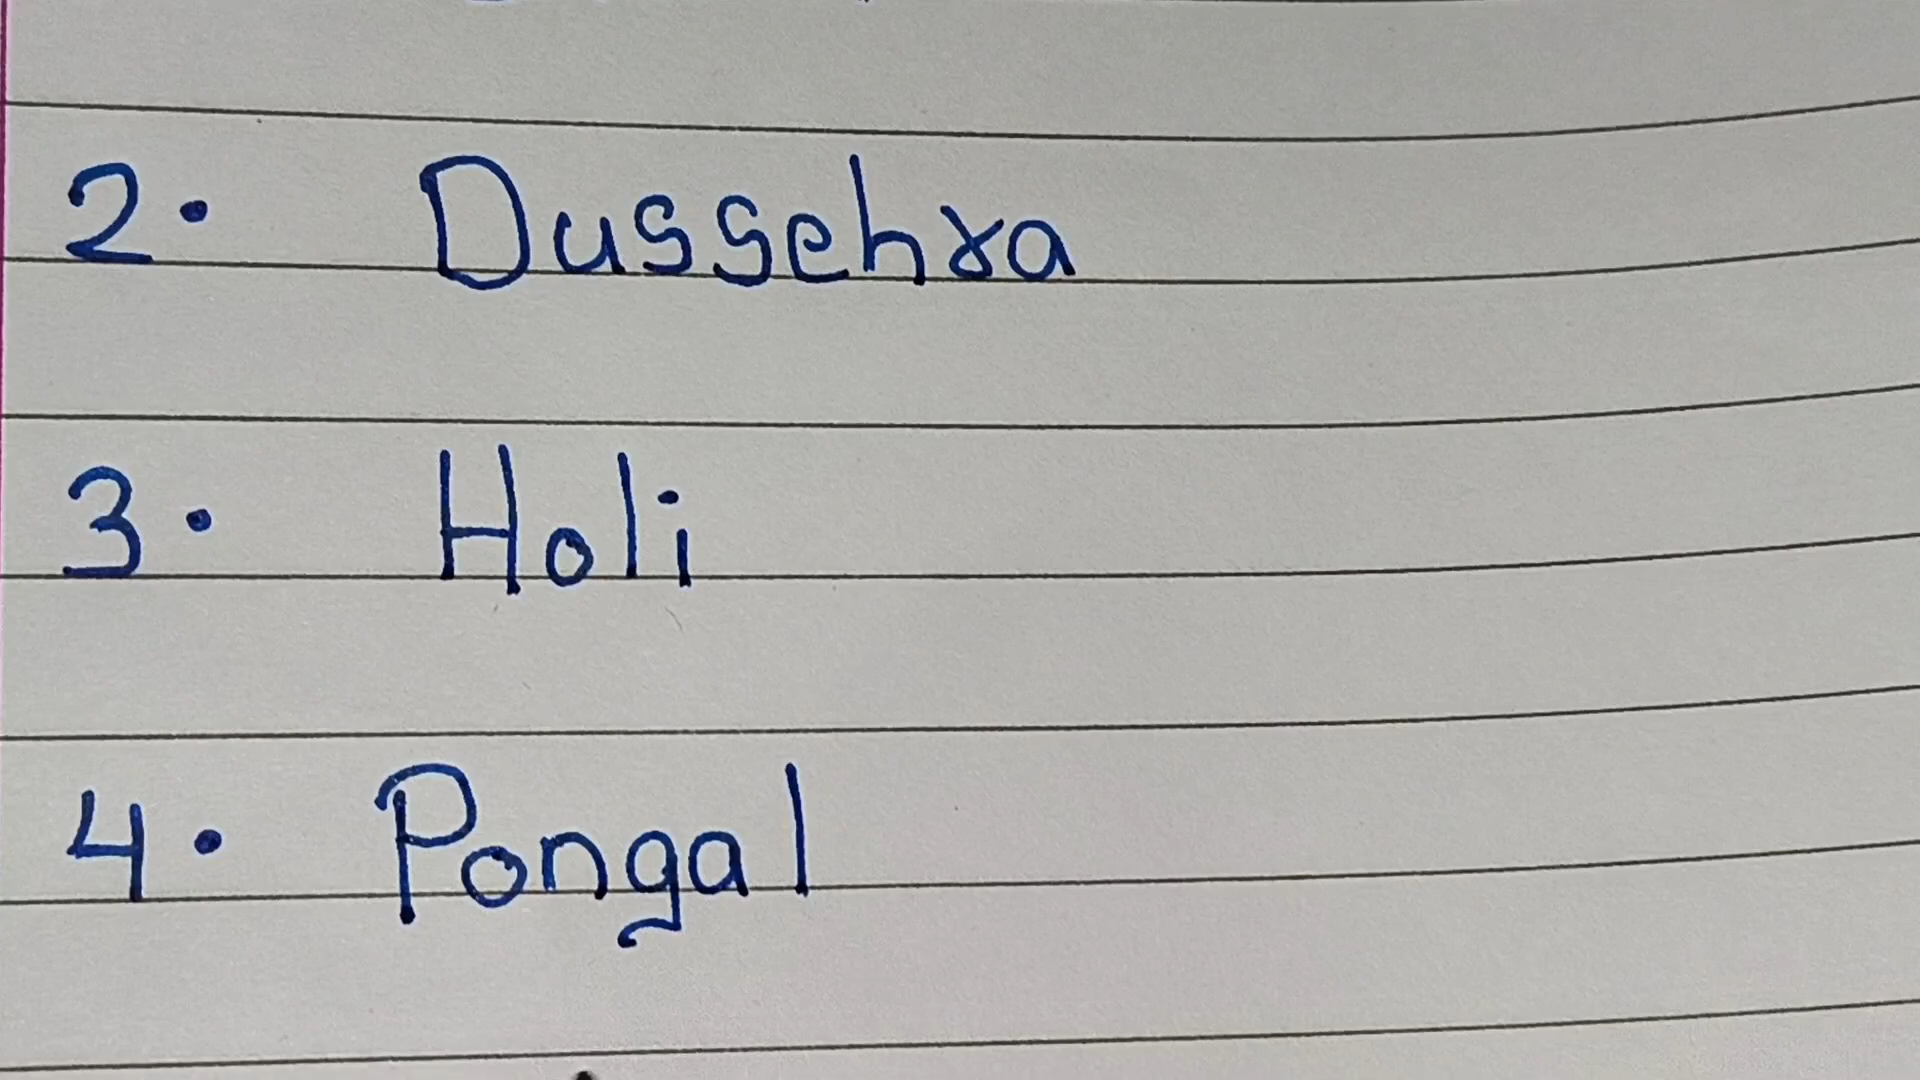 2. Dussehra
3. Holi
4. Pongal